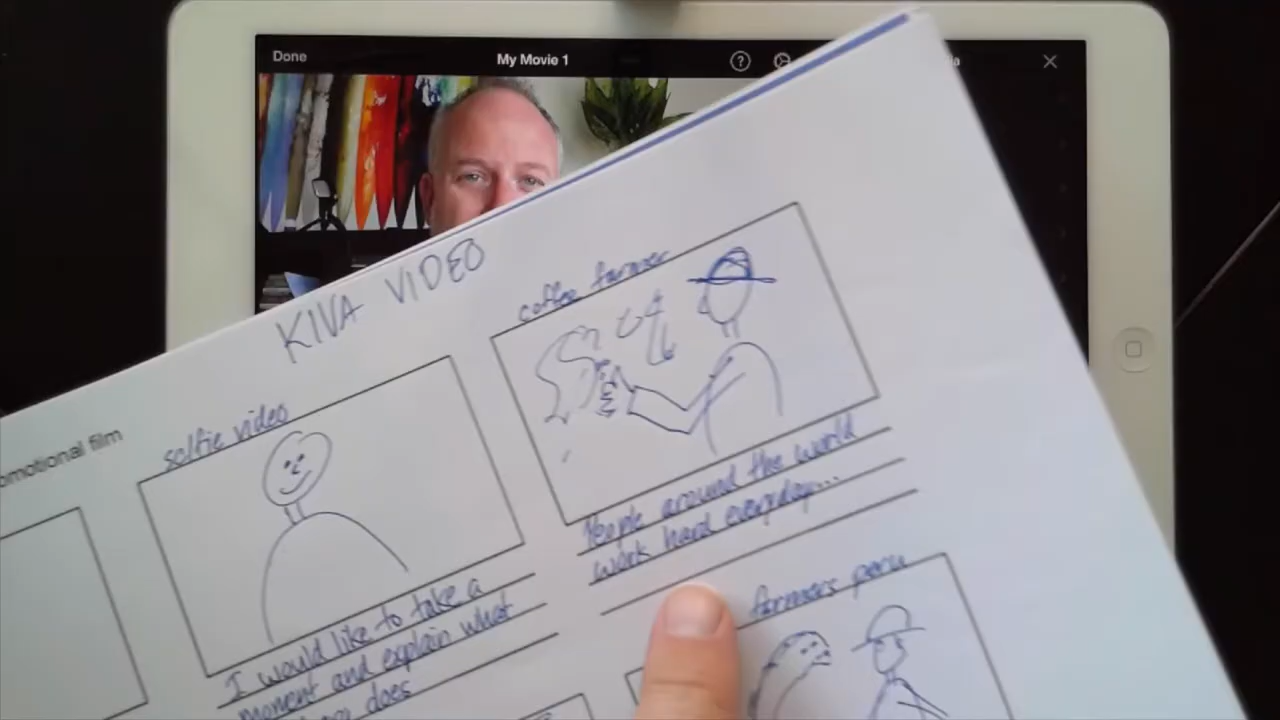 Done
My Movie 1
?
KIVA VIDEO
omotional film
selfie video
I would like to take a
moment and explain what
does
coffee farmer
People around the world
work hard everyday...
farmers peru